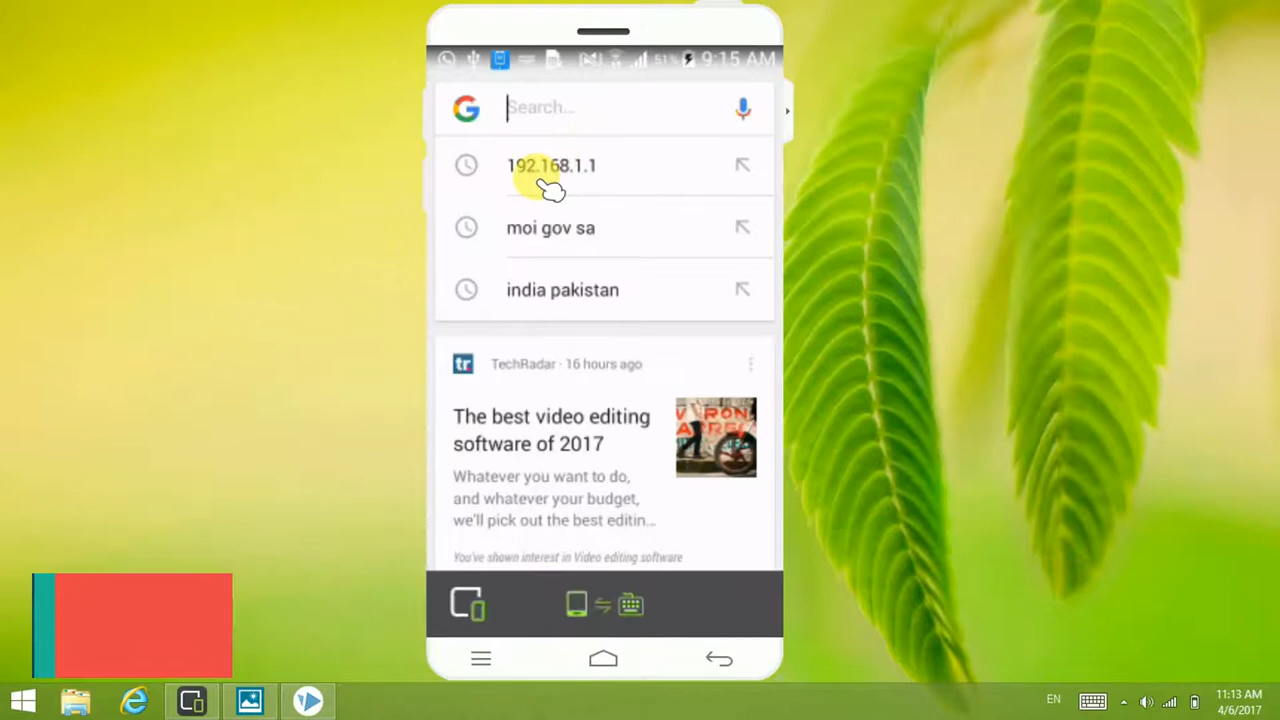 51% 9:15 AM
Search...
192.168.1.1
moi gov sa
india pakistan
tr TechRadar · 16 hours ago
The best video editing
software of 2017
Whatever you want to do,
and whatever your budget,
we'll pick out the best editin...
You've shown interest in Video editing software
EN
11:13 AM
4/6/2017